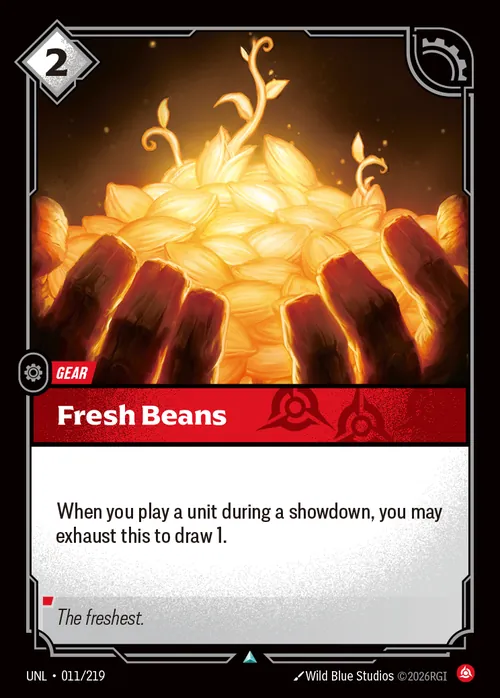 2
GEAR
Fresh Beans
When you play a unit during a showdown, you may
exhaust this to draw 1.
The freshest.
UNL • 011/219
Wild Blue Studios ©2026RGI